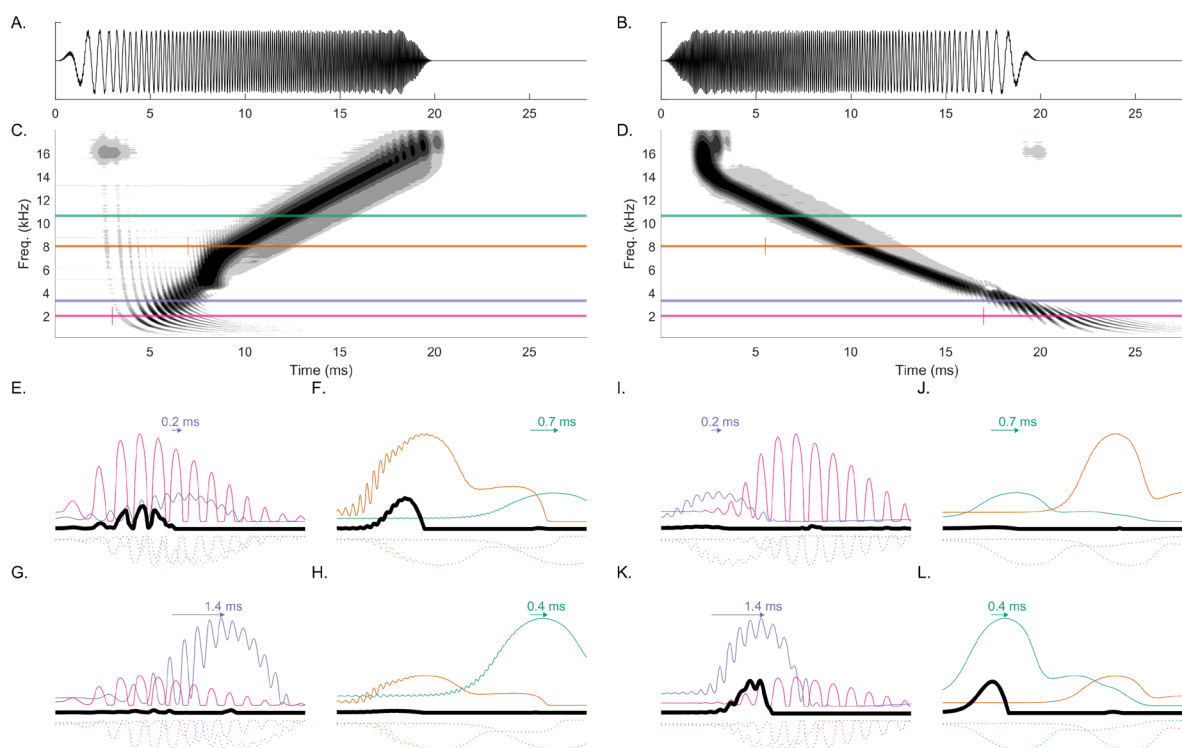 A.
B.
0 5 10 15 20 25
0 5 10 15 20 25
C.
D.
Freq. (kHz)
16
14
12
10
8
6
4
2
Freq. (kHz)
16
14
12
10
8
6
4
2
5 10 15 20 25
5 10 15 20 25
Time (ms)
Time (ms)
E.
F.
I.
J.
0.2 ms
0.7 ms
0.2 ms
0.7 ms
G.
H.
K.
L.
1.4 ms
0.4 ms
1.4 ms
0.4 ms